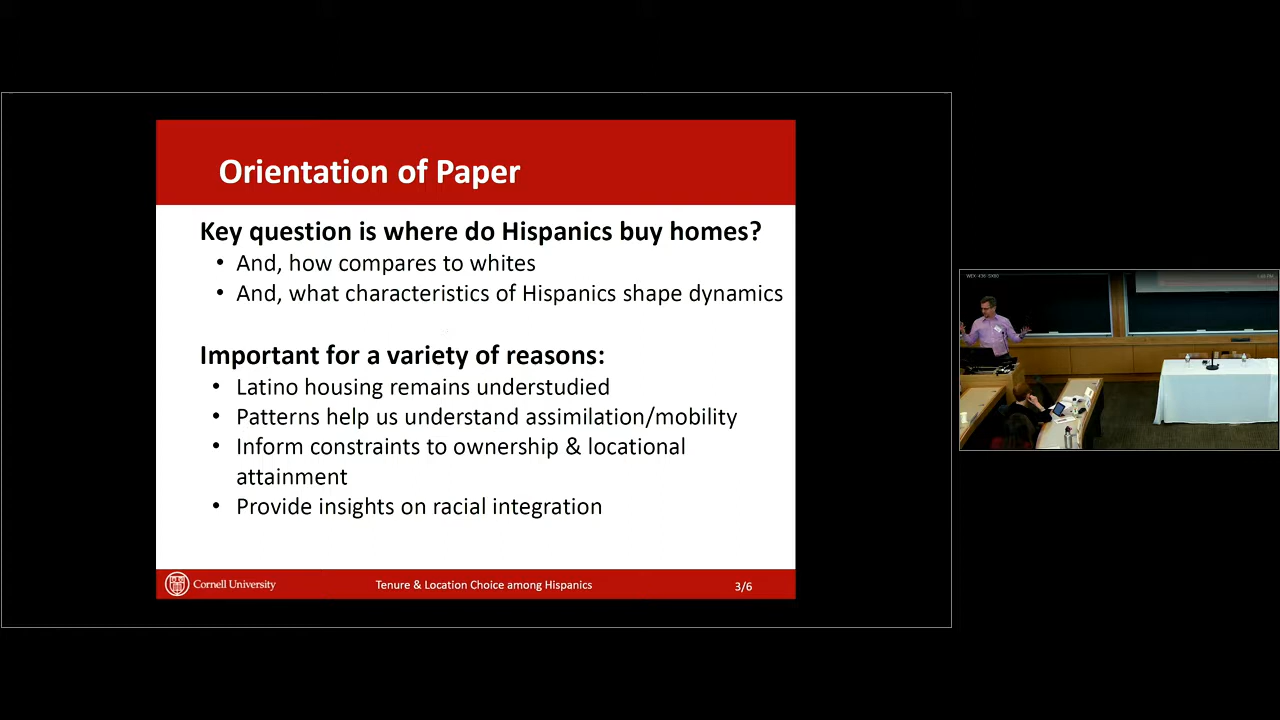 Orientation of Paper
Key question is where do Hispanics buy homes?
• And, how compares to whites
• And, what characteristics of Hispanics shape dynamics
Important for a variety of reasons:
• Latino housing remains understudied
• Patterns help us understand assimilation/mobility
• Inform constraints to ownership & locational
attainment
• Provide insights on racial integration
Cornell University
Tenure & Location Choice among Hispanics
3/6